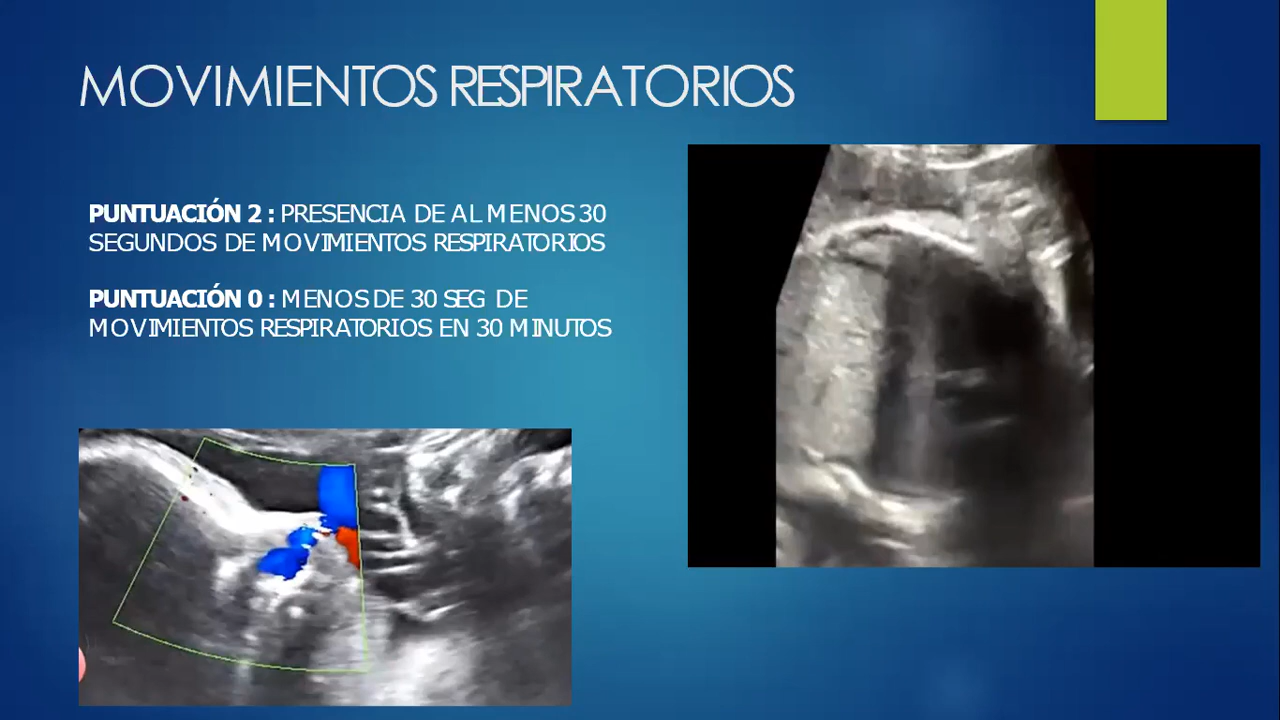 MOVIMIENTOS RESPIRATORIOS
PUNTUACIÓN 2 : PRESENCIA DE AL MENOS 30
SEGUNDOS DE MOVIMIENTOS RESPIRATORIOS
PUNTUACIÓN 0 : MENOS DE 30 SEG DE
MOVIMIENTOS RESPIRATORIOS EN 30 MINUTOS